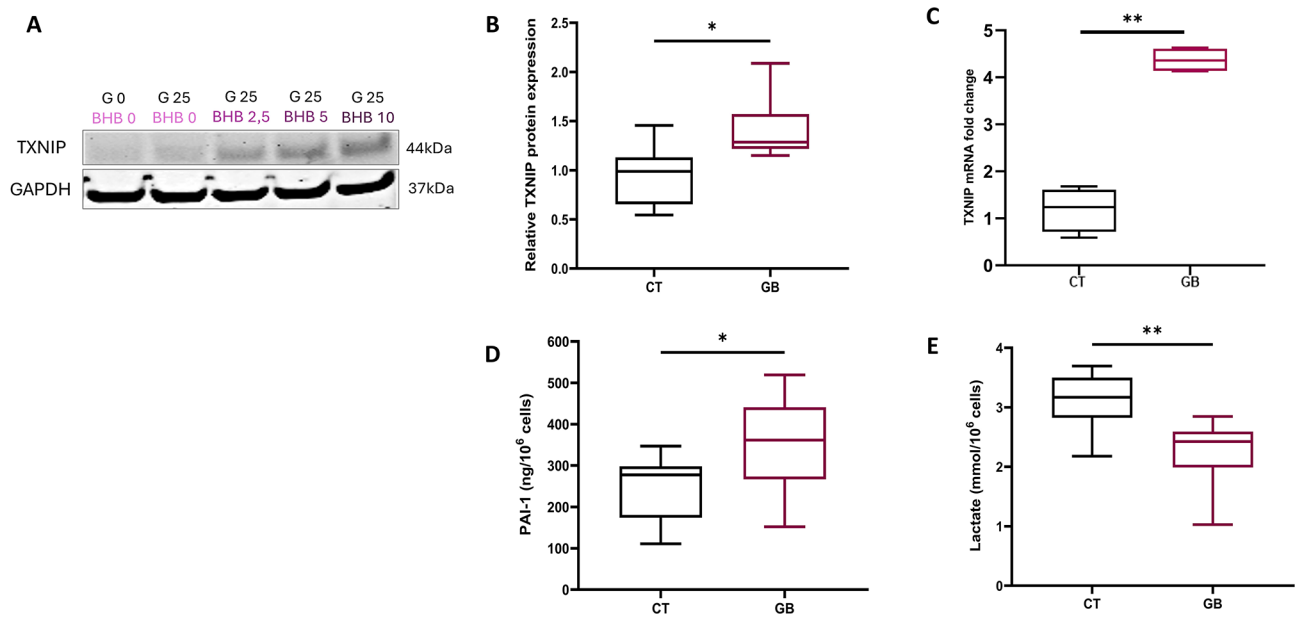 A
G 0 G 25 G 25 G 25 G 25
BHB 0 BHB 0 BHB 2,5 BHB 5 BHB 10
TXNIP 44kDa
GAPDH 37kDa
B
Relative TXNIP protein expression
2.5
2.0
1.5
1.0
0.5
0.0
*
CT GB
C
TXNIP mRNA fold change
5
4
4
2
1
0
**
CT GB
D
PAI-1 (ng/10⁶ cells)
600
500
400
300
200
100
0
*
CT GB
E
Lactate (mmol/10⁶ cells)
4
3
2
1
0
**
CT GB